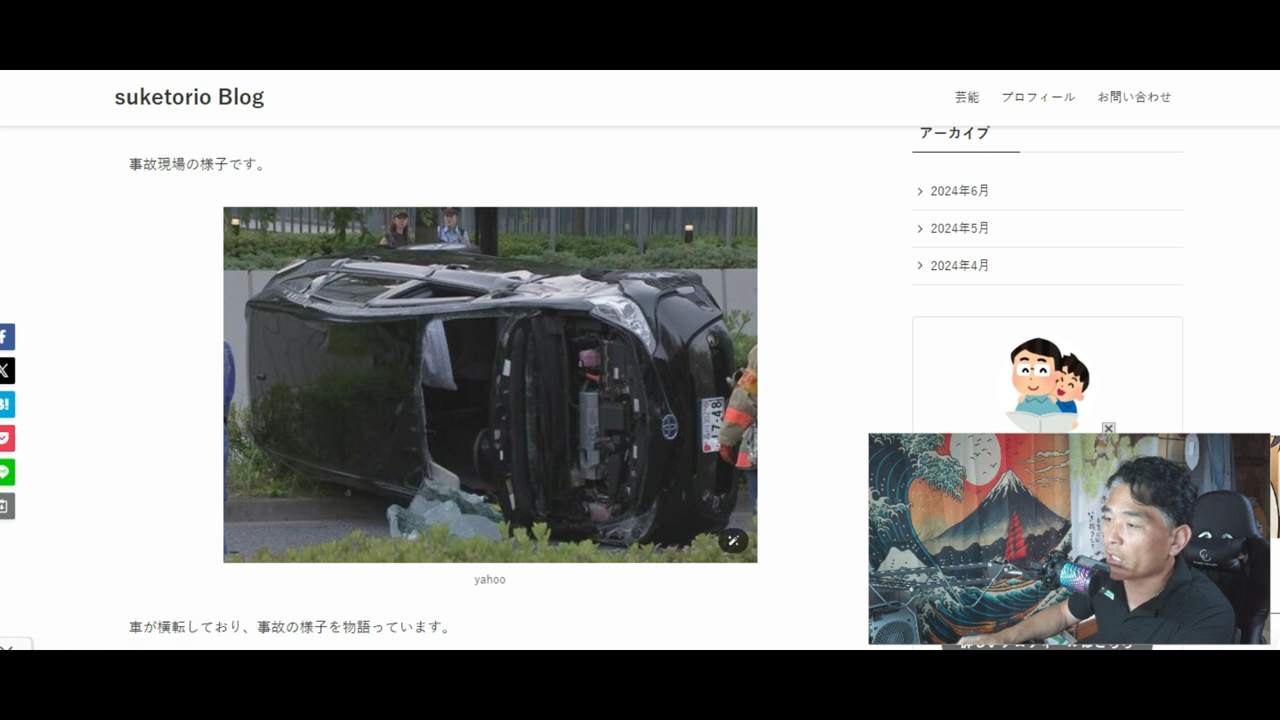 suketorio Blog
芸能
プロフィール
お問い合わせ
事故現場の様子です。
アーカイブ
2024年6月
2024年5月
2024年4月
yahoo
車が横転しており、事故の様子を物語っています。